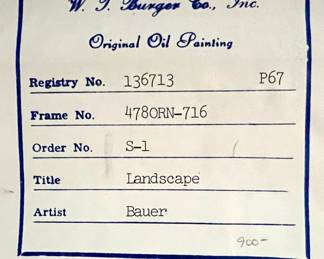 W. J. Burger Co., Inc.
Original Oil Painting
Registry No. 136713 P67
Frame No. 478ORN-716
Order No. S-1
Title Landscape
Artist Bauer
900-